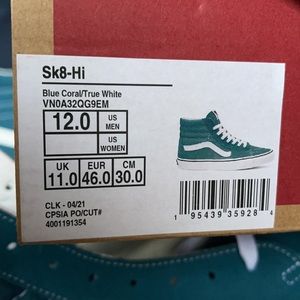 Sk8-Hi
Blue Coral/True White
VN0A32QG9EM
12.0 US MEN
US WOMEN
UK EUR CM
11.0 46.0 30.0
CLK - 04/21
CPSIA PO/CUT#
4001191354
1 95439 35928 4